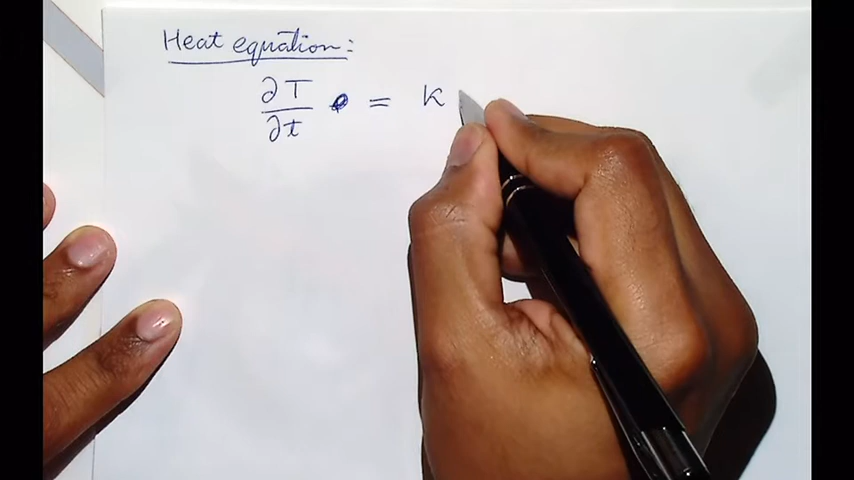 Heat equation:
∂T/∂t = K